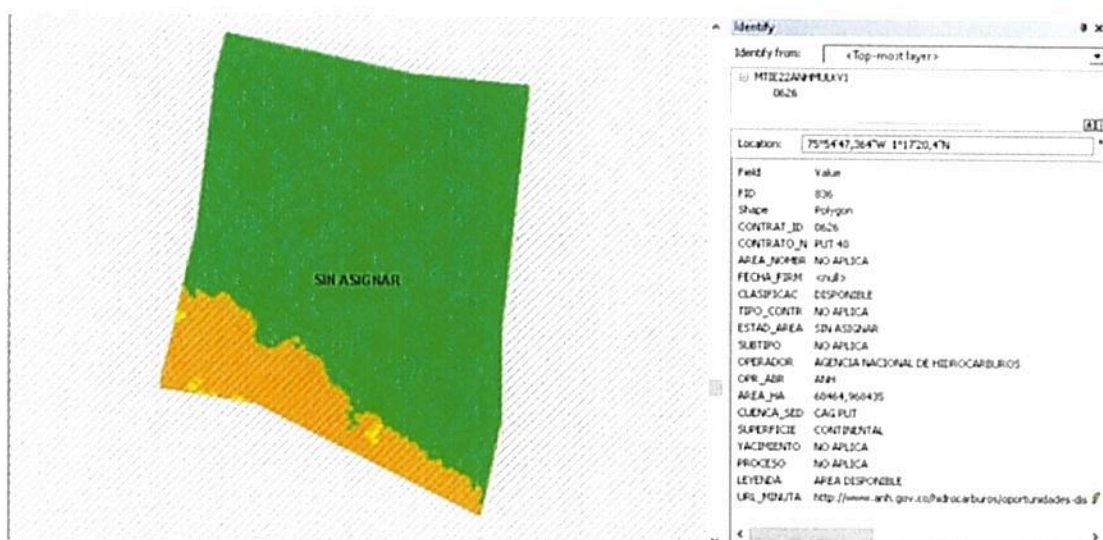 SIN ASIGNAR
Identify
Identify from: <Top-most layer>
MTIE22ANHMULKV1
0626
Location: 75°54'47,364"W 1°17'20,4"N
Field Value
FID 836
Shape Polygon
CONTRAT_ID 0626
CONTRATO_N PUT 40
AREA_NOMBR NO APLICA
FECHA_FIRM <null>
CLASIFICAC DISPONIBLE
TIPO_CONTR NO APLICA
ESTAD_AREA SIN ASIGNAR
SUBTIPO NO APLICA
OPERADOR AGENCIA NACIONAL DE HIDROCARBUROS
OPR_ABR ANH
AREA_HA 60464,960435
CUENCA_SED CAG PUT
SUPERFICIE CONTINENTAL
YACIMIENTO NO APLICA
PROCESO NO APLICA
LEYENDA AREA DISPONIBLE
URL_MINUTA http://www.anh.gov.co/hidrocarburos/oportunidades-dis